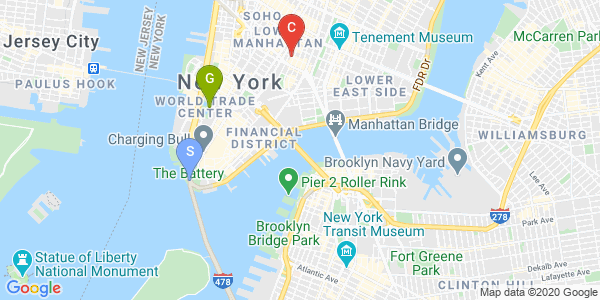 SOHO
NEW YORK
Jersey City
NEW JERSEY
NEW YORK
C
LOWER
MANHATTAN
Tenement Museum
McCarren Park
PAULUS HOOK
G
New York
WORLD TRADE
CENTER
LOWER
EAST SIDE
FDR Dr
Kent Ave
Charging Bull
FINANCIAL
DISTRICT
Manhattan Bridge
WILLIAMSBURG
S
The Battery
Pier 2 Roller Rink
Brooklyn Navy Yard
Lee Ave
278
Park Ave
Brooklyn
Bridge Park
New York
Transit Museum
Statue of Liberty
National Monument
478
Atlantic Ave
Fort Greene
Park
CLINTON HILL
Dekalb Ave
Map data ©2020 Google